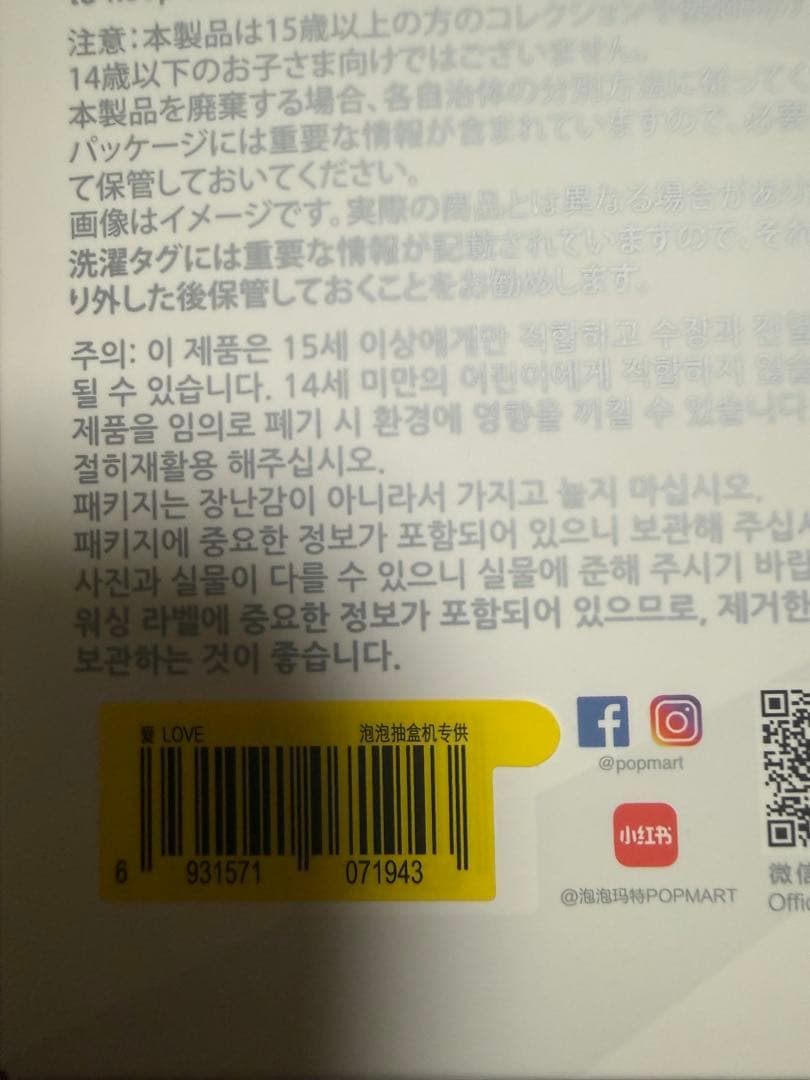 注意：本製品は15歳以上の方のコレクション
14歳以下のお子さま向けではございません。
本製品を廃棄する場合、各自治体の分別方法に従ってく
パッケージには重要な情報が含まれていますので、必要
て保管しておいてください。
画像はイメージです。実際の商品とは異なる場合があり
洗濯タグには重要な情報が記載されていますので、それ
り外した後保管しておくことをお勧めします。
주의: 이 제품은 15세 이상에게만 적합하고 수장과 진열
될 수 있습니다. 14세 미만의 어린이에게 적합하지 않습
제품을 임의로 폐기 시 환경에 영향을 끼킬 수 있습니다
절히재활용 해주십시오.
패키지는 장난감이 아니라서 가지고 놀지 마십시오.
패키지에 중요한 정보가 포함되어 있으니 보관해 주십시
사진과 실물이 다를 수 있으니 실물에 준해 주시기 바랍
워싱 라벨에 중요한 정보가 포함되어 있으므로, 제거한
보관하는 것이 좋습니다.
爱 LOVE 泡泡抽盒机专供
6 931571 071943
@popmart
小红书
@泡泡玛特POPMART
微信
Offic